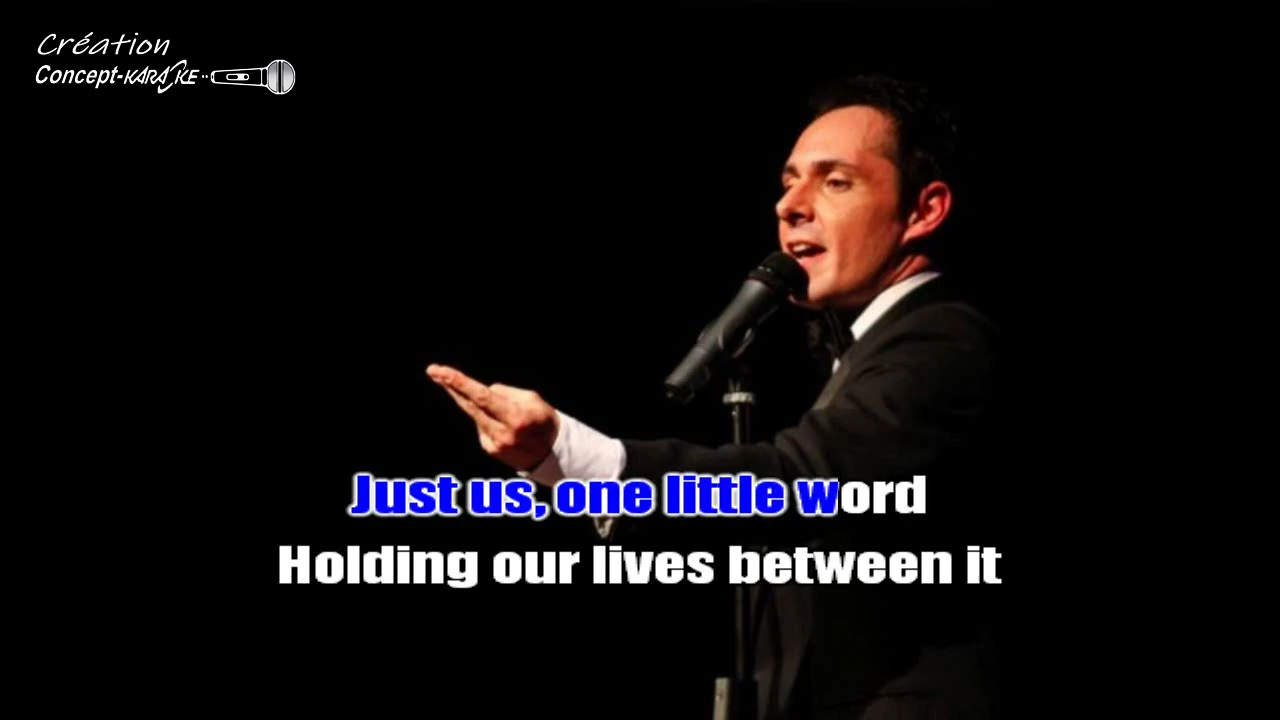 Création
Concept-KARAOKE
Just us, one little word
Holding our lives between it